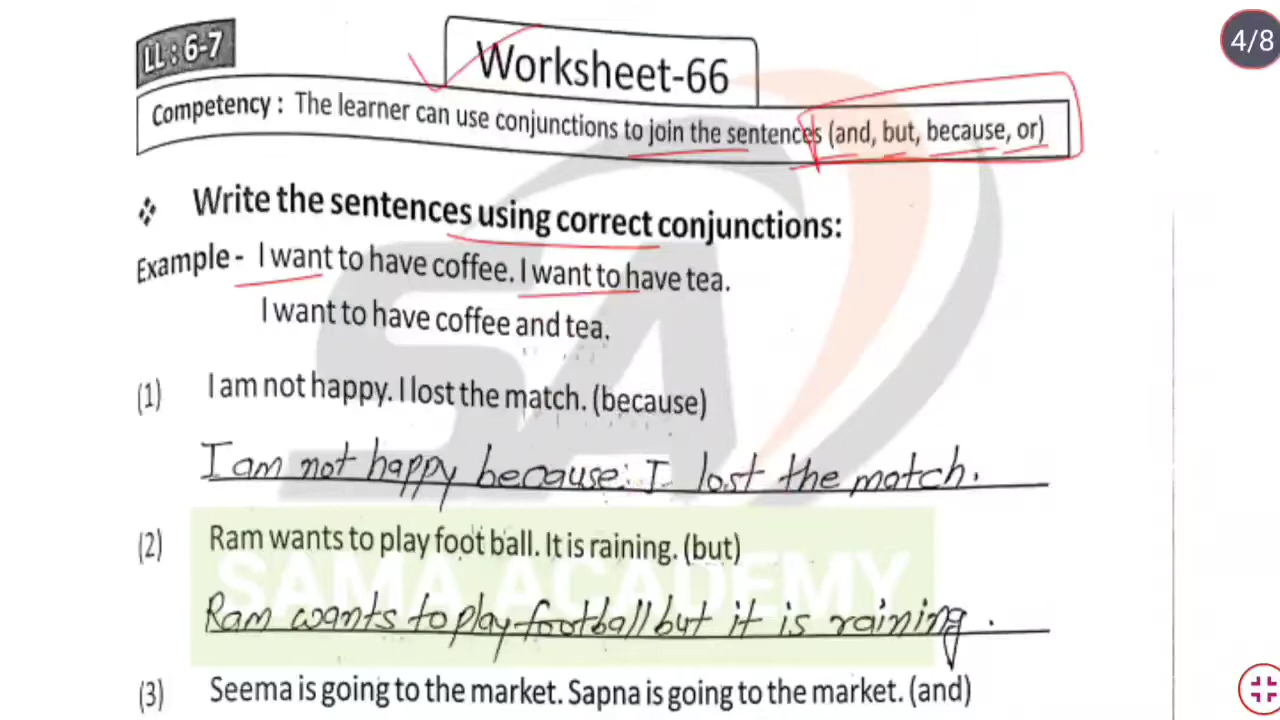 4/8
LL : 6-7
Worksheet-66
Competency : The learner can use conjunctions to join the sentences (and, but, because, or)
Write the sentences using correct conjunctions:
Example - I want to have coffee. I want to have tea.
I want to have coffee and tea.
(1) I am not happy. I lost the match. (because)
I am not happy because I lost the match.
(2) Ram wants to play foot ball. It is raining. (but)
SAMA ACADEMY
Ram wants to play football but it is raining.
(3) Seema is going to the market. Sapna is going to the market. (and)